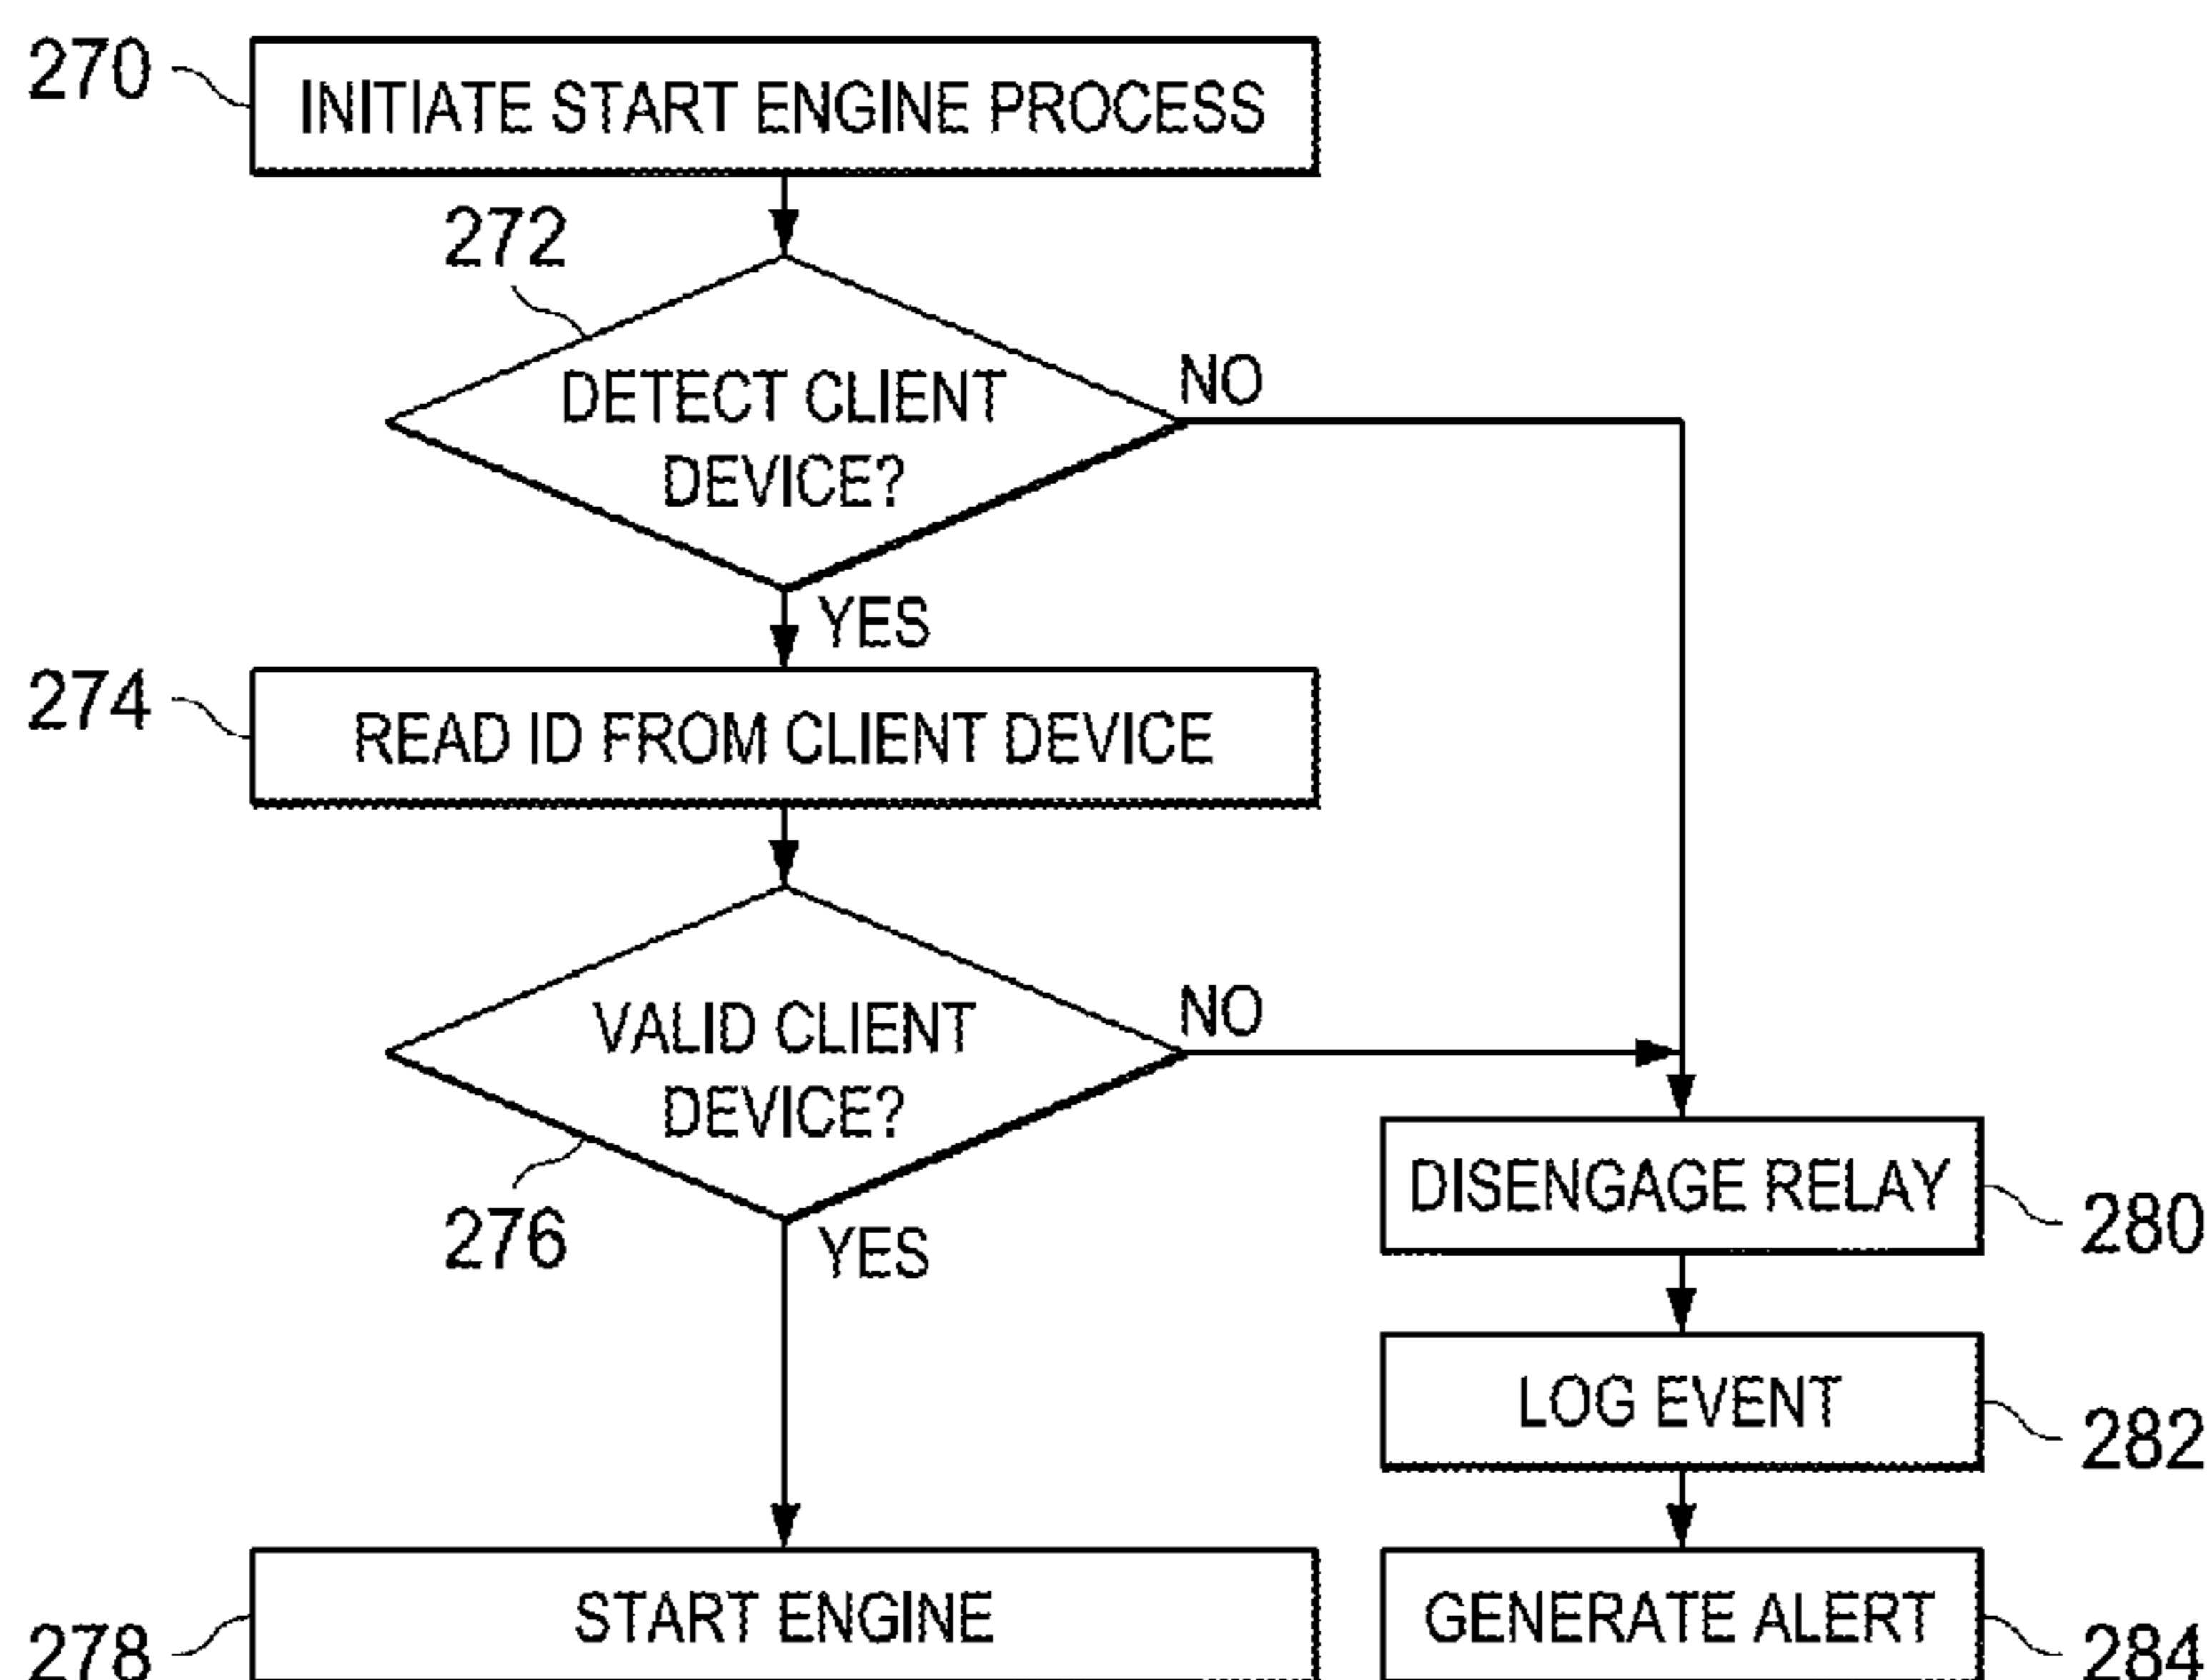 270
INITIATE START ENGINE PROCESS
272
DETECT CLIENT
DEVICE?
NO
YES
274
READ ID FROM CLIENT DEVICE
VALID CLIENT
DEVICE?
NO
276
YES
DISENGAGE RELAY
280
LOG EVENT
282
278
START ENGINE
GENERATE ALERT
284